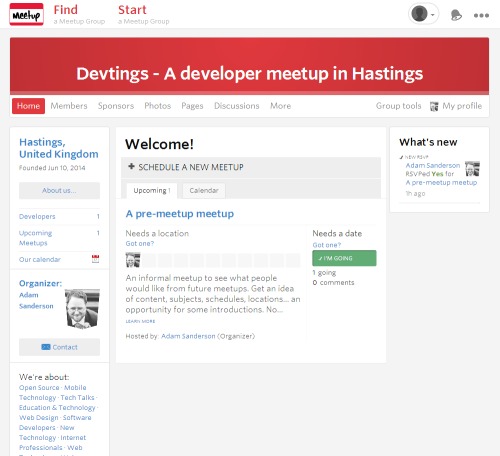 Meetup
Find
a Meetup Group
Start
a Meetup Group
Devtings - A developer meetup in Hastings
Home Members Sponsors Photos Pages Discussions More Group tools My profile
Hastings,
United Kingdom
Founded Jun 10, 2014
About us...
Developers 1
Upcoming 1
Meetups
Our calendar
Organizer:
Adam
Sanderson
Contact
We're about:
Open Source · Mobile
Technology · Tech Talks ·
Education & Technology ·
Web Design · Software
Developers · New
Technology · Internet
Professionals · Web
Welcome!
+ SCHEDULE A NEW MEETUP
Upcoming 1 Calendar
A pre-meetup meetup
Needs a location
Got one?
An informal meetup to see what people
would like from future meetups. Get an idea
of content, subjects, schedules, locations... an
opportunity for some introductions. No...
LEARN MORE
Hosted by Adam Sanderson (Organizer)
Needs a date
Got one?
✓ I'M GOING
1 going
0 comments
What's new
✓ NEW RSVP
Adam Sanderson
RSVPed Yes for
A pre-meetup meetup
1h ago